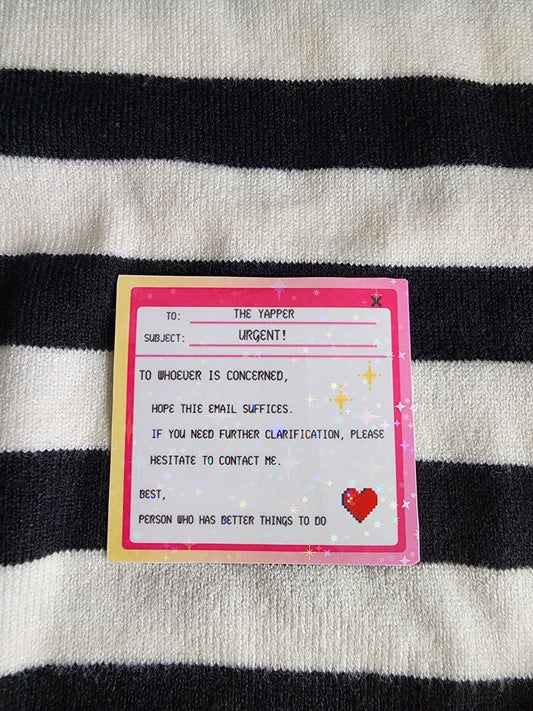 X
TO: THE YAPPER
SUBJECT: URGENT!
TO WHOEVER IS CONCERNED,
HOPE THIE EMAIL SUFFICES.
IF YOU NEED FURTHER CLARIFICATION, PLEASE
HESITATE TO CONTACT ME.
BEST,
PERSON WHO HAS BETTER THINGS TO DO